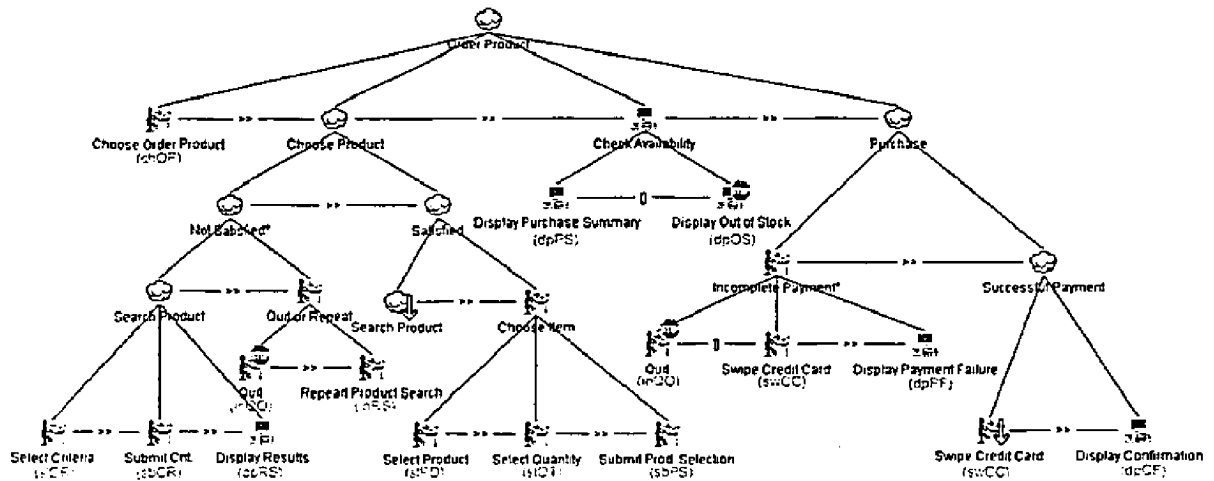 Order Product
Choose Order Product
Choose Product
Check Availability
Purchase
Display Purchase Summary
Display Out of Stock
(dpPS)
(dpOS)
Not Satisfied*
Satisfied
Incomplete Payment*
Successful Payment
Search Product
Quit or Repeat
Search Product
Choose Item
Quit
Repeat Product Search
Quit
Swipe Credit Card
Display Payment Failure
(swCC)
(dpPF)
Select Criteria
Submit Crit.
Display Results
Select Product
Select Quantity
Submit Prod. Selection
Swipe Credit Card
Display Confirmation
(sbCR)
(sbPS)
(swCC)
(dpCF)